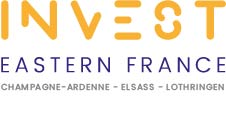 INVEST
EASTERN FRANCE
CHAMPAGNE-ARDENNE - ELSASS - LOTHRINGEN